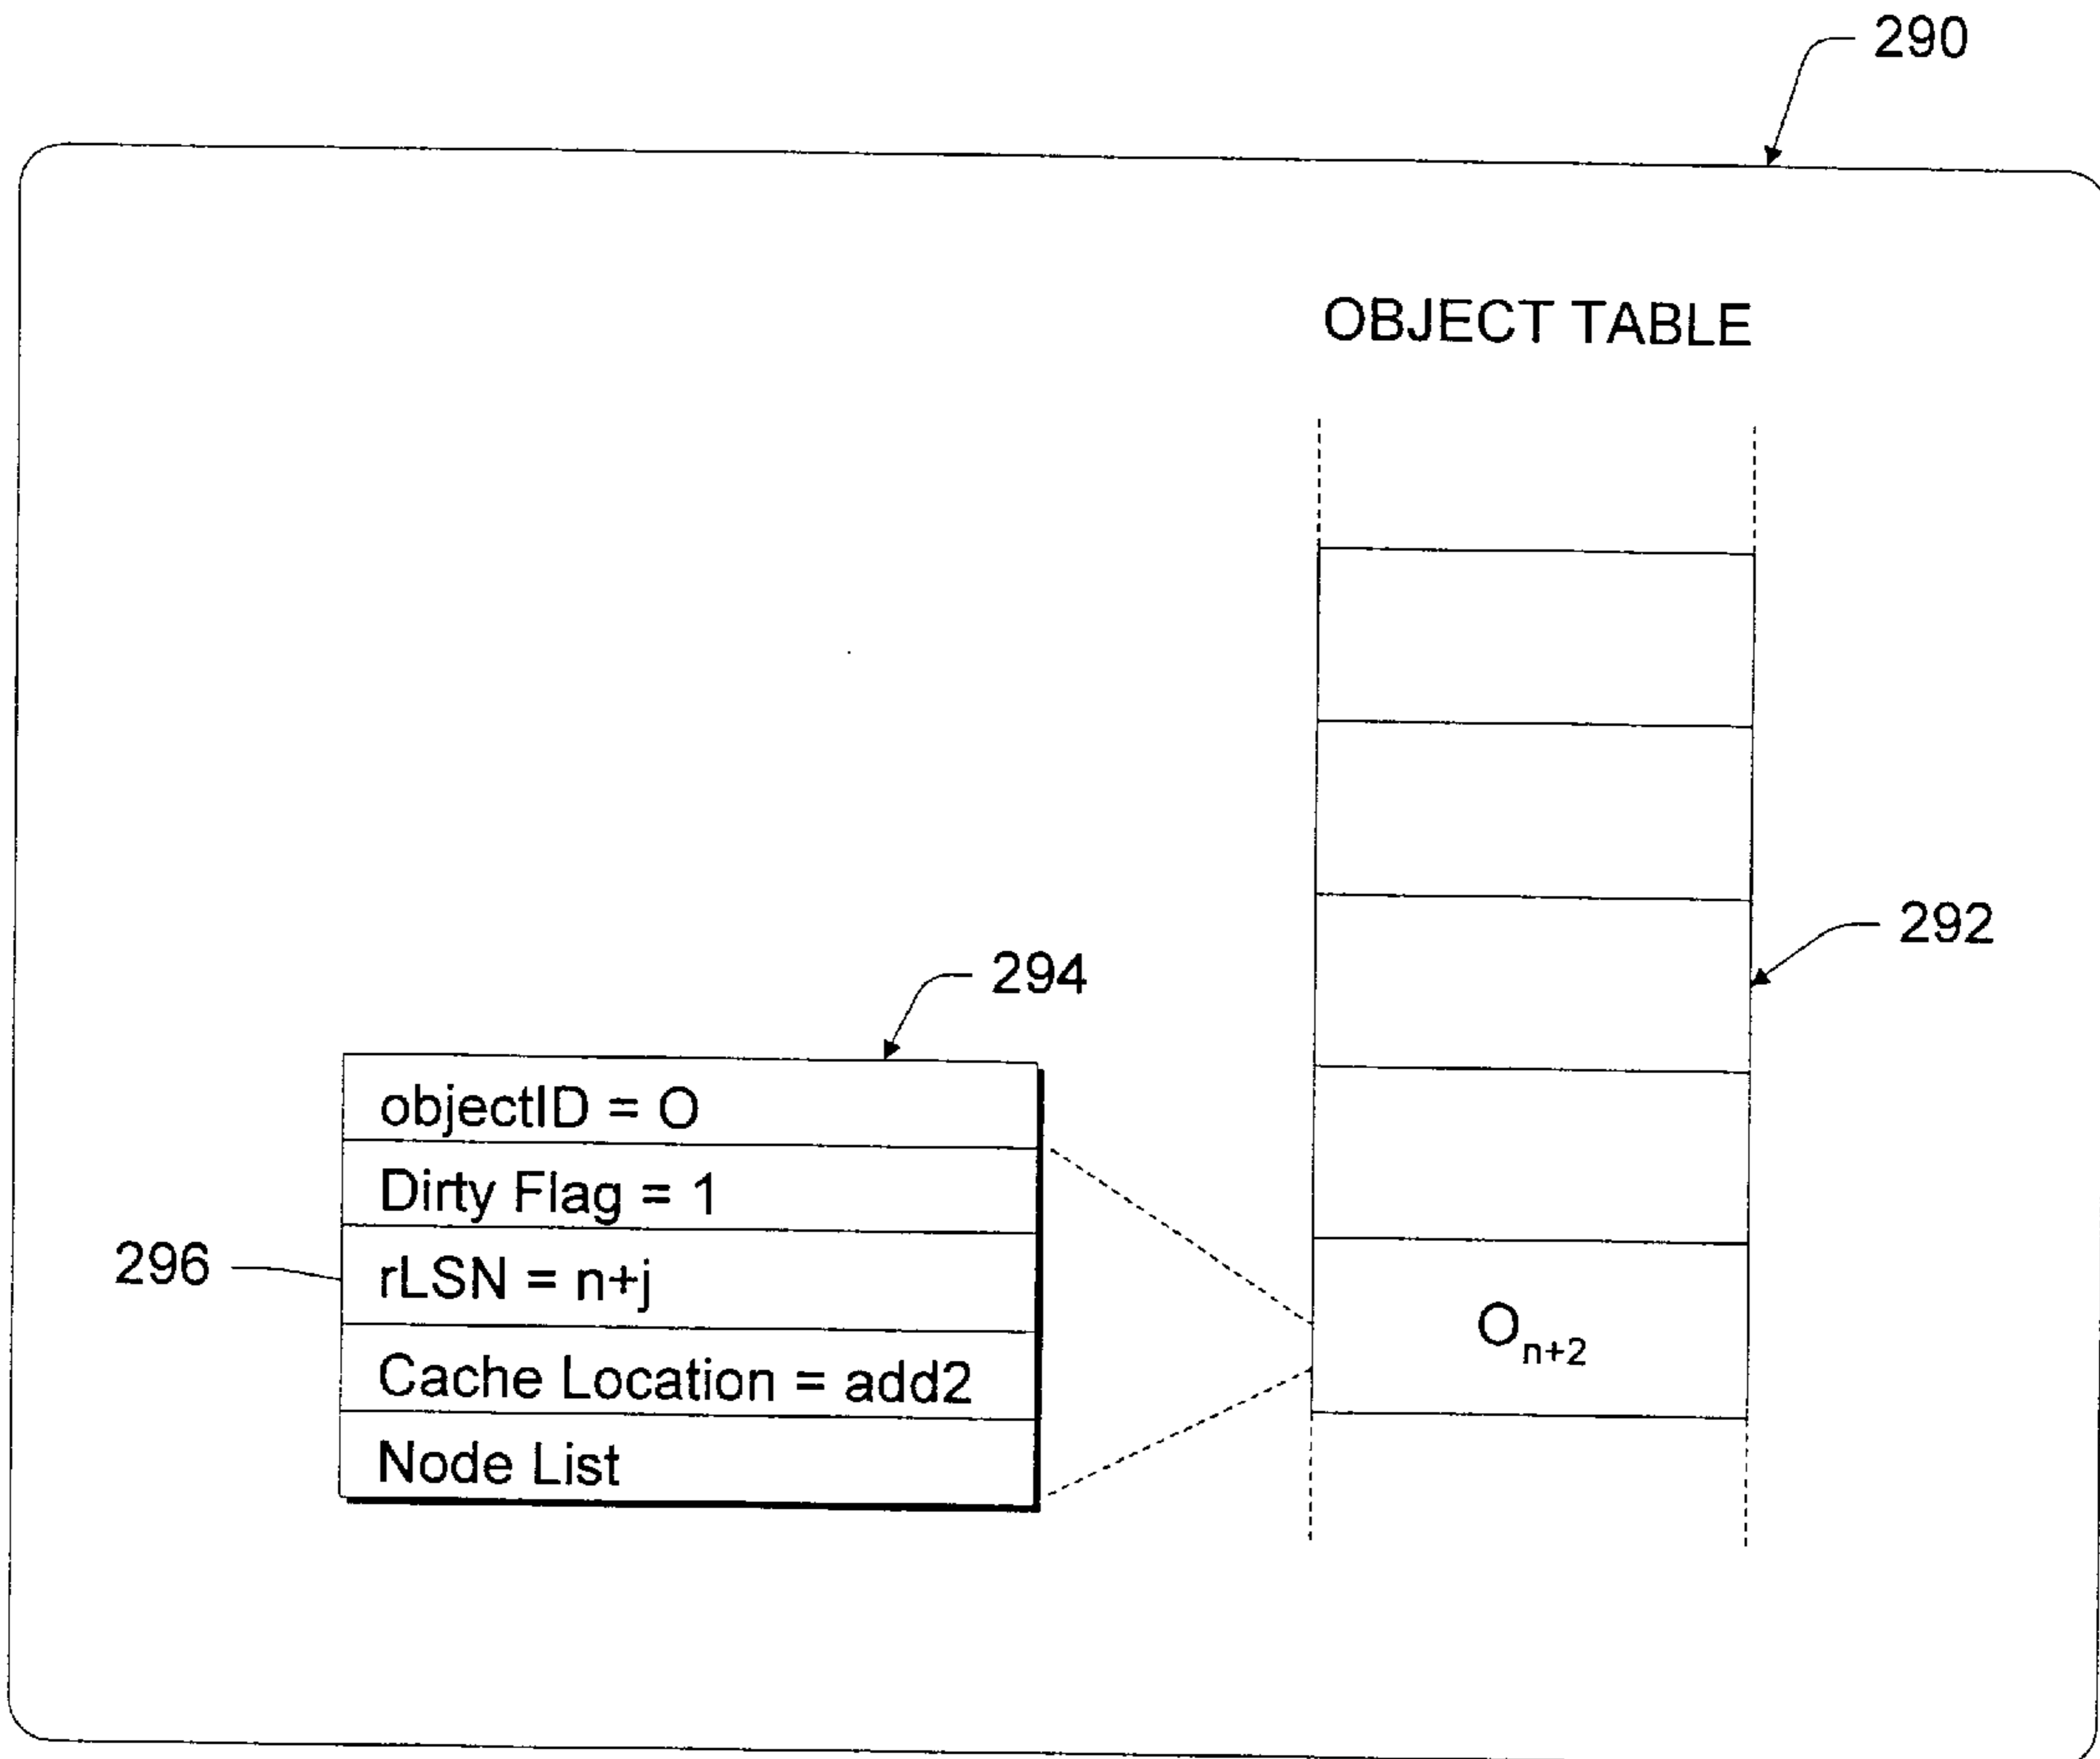 290
OBJECT TABLE
292
294
objectID = O
Dirty Flag = 1
296
rLSN = n+j
On+2
Cache Location = add2
Node List